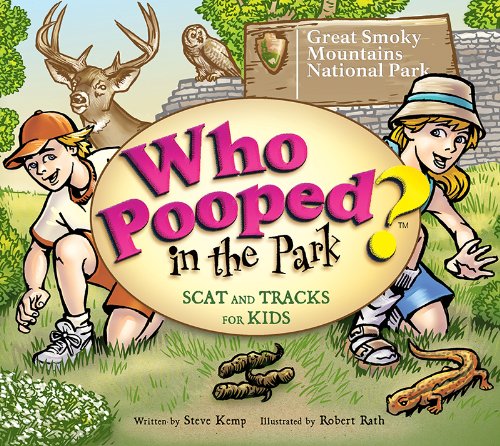 Great Smoky
Mountains
National Park
Who
Pooped?
™
in the Park
SCAT AND TRACKS
FOR KIDS
Written by Steve Kemp Illustrated by Robert Rath